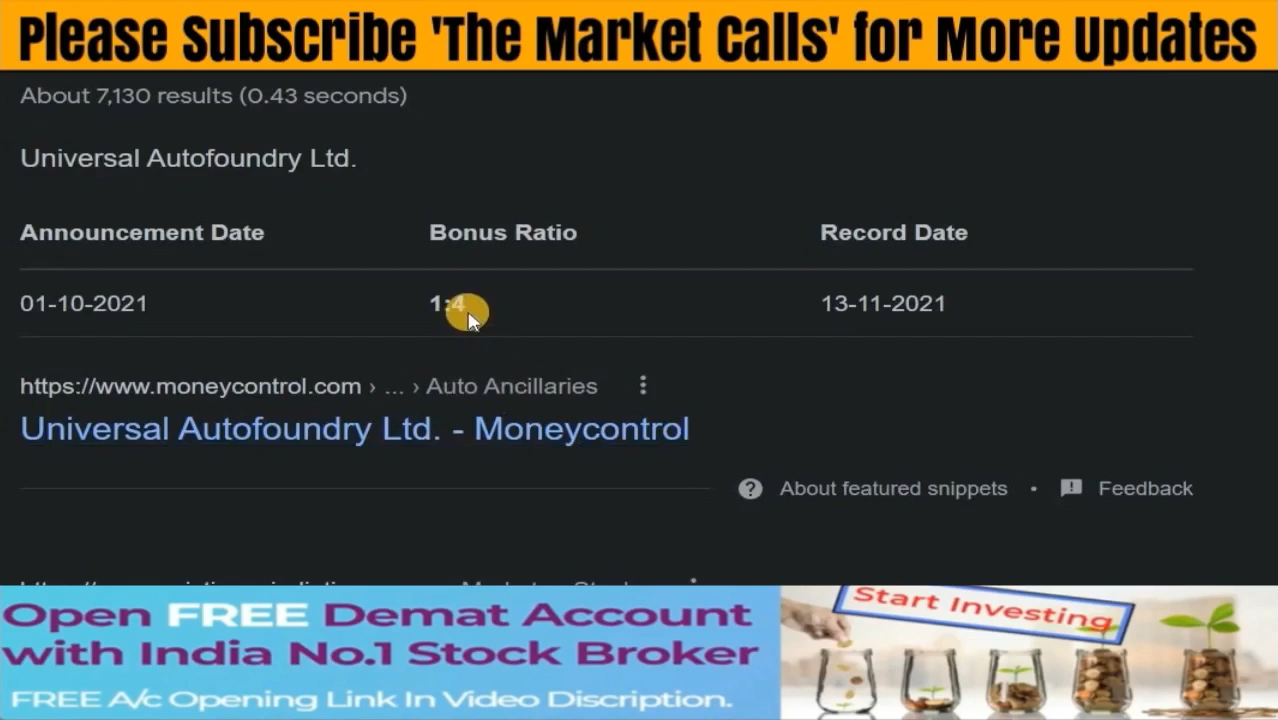 Please Subscribe 'The Market Calls' for More Updates
About 7,130 results (0.43 seconds)
Universal Autofoundry Ltd.
Announcement Date Bonus Ratio Record Date
01-10-2021 1:4 13-11-2021
https://www.moneycontrol.com › ... › Auto Ancillaries
Universal Autofoundry Ltd. - Moneycontrol
About featured snippets • Feedback
Open FREE Demat Account
with India No.1 Stock Broker
FREE A/c Opening Link In Video Discription.
Start Investing